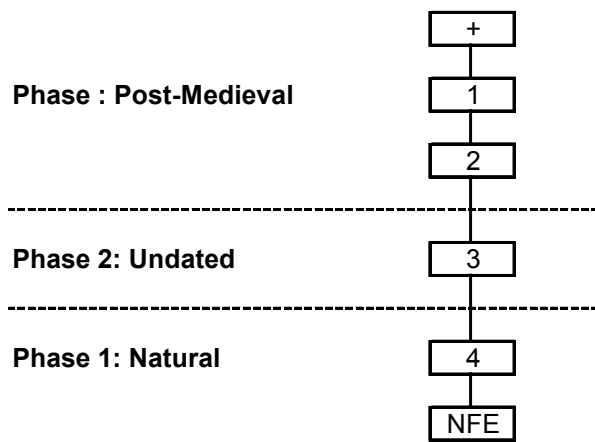 +
Phase : Post-Medieval
1
2
Phase 2: Undated
3
Phase 1: Natural
4
NFE